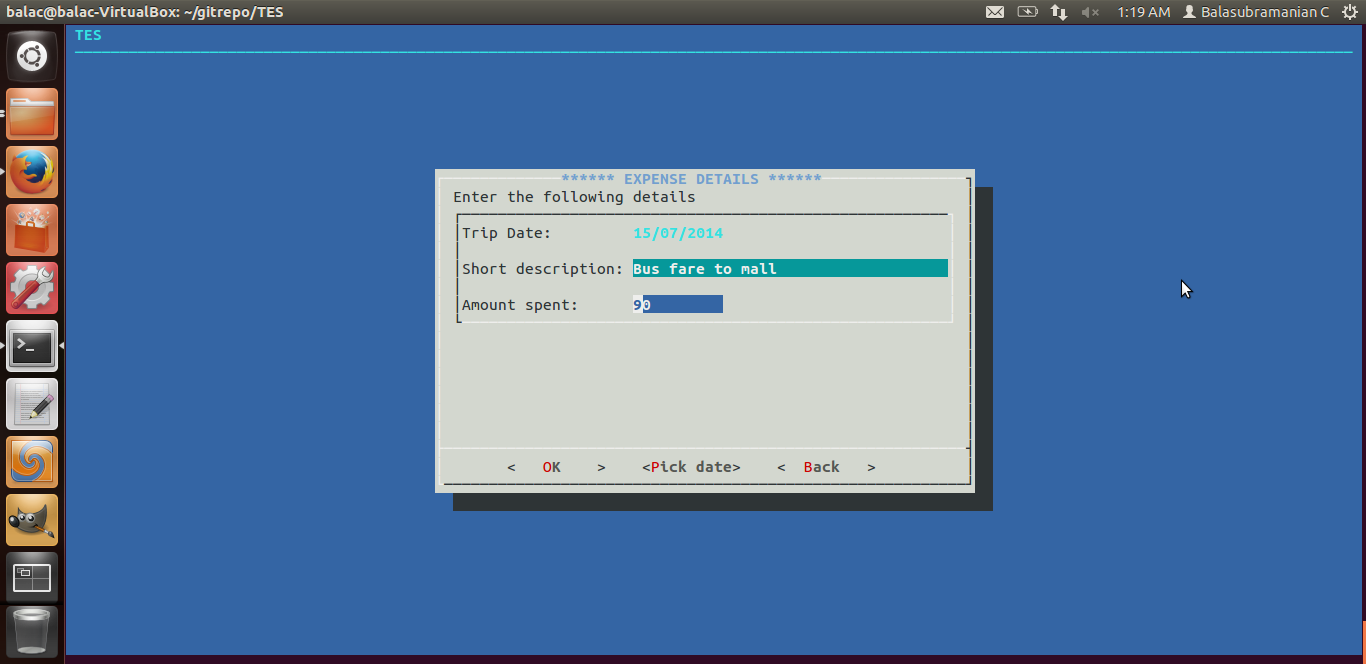 balac@balac-VirtualBox: ~/gitrepo/TES
1:19 AM Balasubramanian C
TES
****** EXPENSE DETAILS ******
Enter the following details
Trip Date: 15/07/2014
Short description: Bus fare to mall
Amount spent: 90
< OK > <Pick date> < Back >